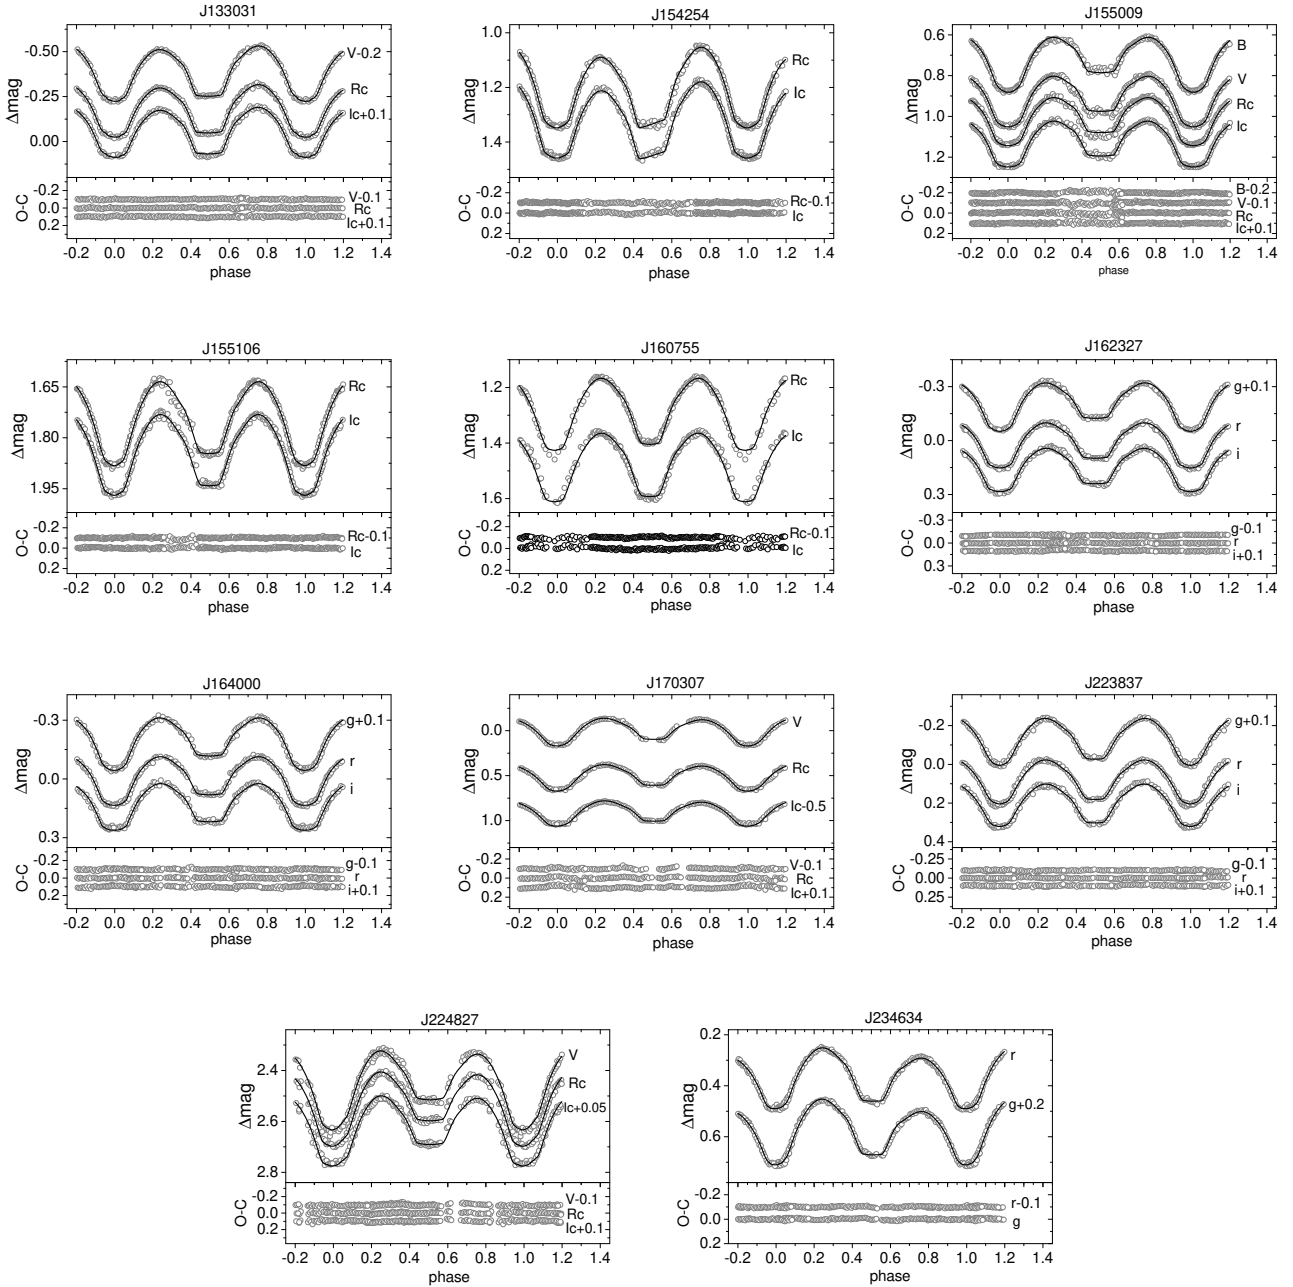 J133031
-0.50
-0.25
0.00
Δmag
V-0.2
Rc
Ic+0.1
-0.2
0.0
0.2
O-C
V-0.1
Rc
Ic+0.1
-0.2 0.0 0.2 0.4 0.6 0.8 1.0 1.2 1.4
phase
J154254
1.0
1.2
1.4
Δmag
Rc
Ic
-0.2
0.0
0.2
O-C
Rc-0.1
Ic
-0.2 0.0 0.2 0.4 0.6 0.8 1.0 1.2 1.4
phase
J155009
0.6
0.8
1.0
1.2
Δmag
B
V
Rc
Ic
-0.2
0.0
0.2
O-C
B-0.2
V-0.1
Rc
Ic+0.1
-0.2 0.0 0.2 0.4 0.6 0.8 1.0 1.2 1.4
phase
J155106
1.65
1.80
1.95
Δmag
Rc
Ic
-0.2
0.0
0.2
O-C
Rc-0.1
Ic
-0.2 0.0 0.2 0.4 0.6 0.8 1.0 1.2 1.4
phase
J160755
1.2
1.4
1.6
Δmag
Rc
Ic
-0.2
0.0
0.2
O-C
Rc-0.1
Ic
-0.2 0.0 0.2 0.4 0.6 0.8 1.0 1.2 1.4
phase
J162327
-0.3
0.0
0.3
Δmag
g+0.1
r
i
-0.3
0.0
0.3
O-C
g-0.1
r
i+0.1
-0.2 0.0 0.2 0.4 0.6 0.8 1.0 1.2 1.4
phase
J164000
-0.3
0.0
0.3
Δmag
g+0.1
r
i
-0.2
0.0
0.2
O-C
g-0.1
r
i+0.1
-0.2 0.0 0.2 0.4 0.6 0.8 1.0 1.2 1.4
phase
J170307
0.0
0.5
1.0
Δmag
V
Rc
Ic-0.5
-0.2
0.0
0.2
O-C
V-0.1
Rc
Ic+0.1
-0.2 0.0 0.2 0.4 0.6 0.8 1.0 1.2 1.4
phase
J223837
-0.2
0.0
0.2
0.4
Δmag
g+0.1
r
i
-0.25
0.00
0.25
O-C
g-0.1
r
i+0.1
-0.2 0.0 0.2 0.4 0.6 0.8 1.0 1.2 1.4
phase
J224827
2.4
2.6
2.8
Δmag
V
Rc
Ic+0.05
-0.2
0.0
0.2
O-C
V-0.1
Rc
Ic+0.1
-0.2 0.0 0.2 0.4 0.6 0.8 1.0 1.2 1.4
phase
J234634
0.2
0.4
0.6
Δmag
r
g+0.2
-0.2
0.0
0.2
O-C
r-0.1
g
-0.2 0.0 0.2 0.4 0.6 0.8 1.0 1.2 1.4
phase